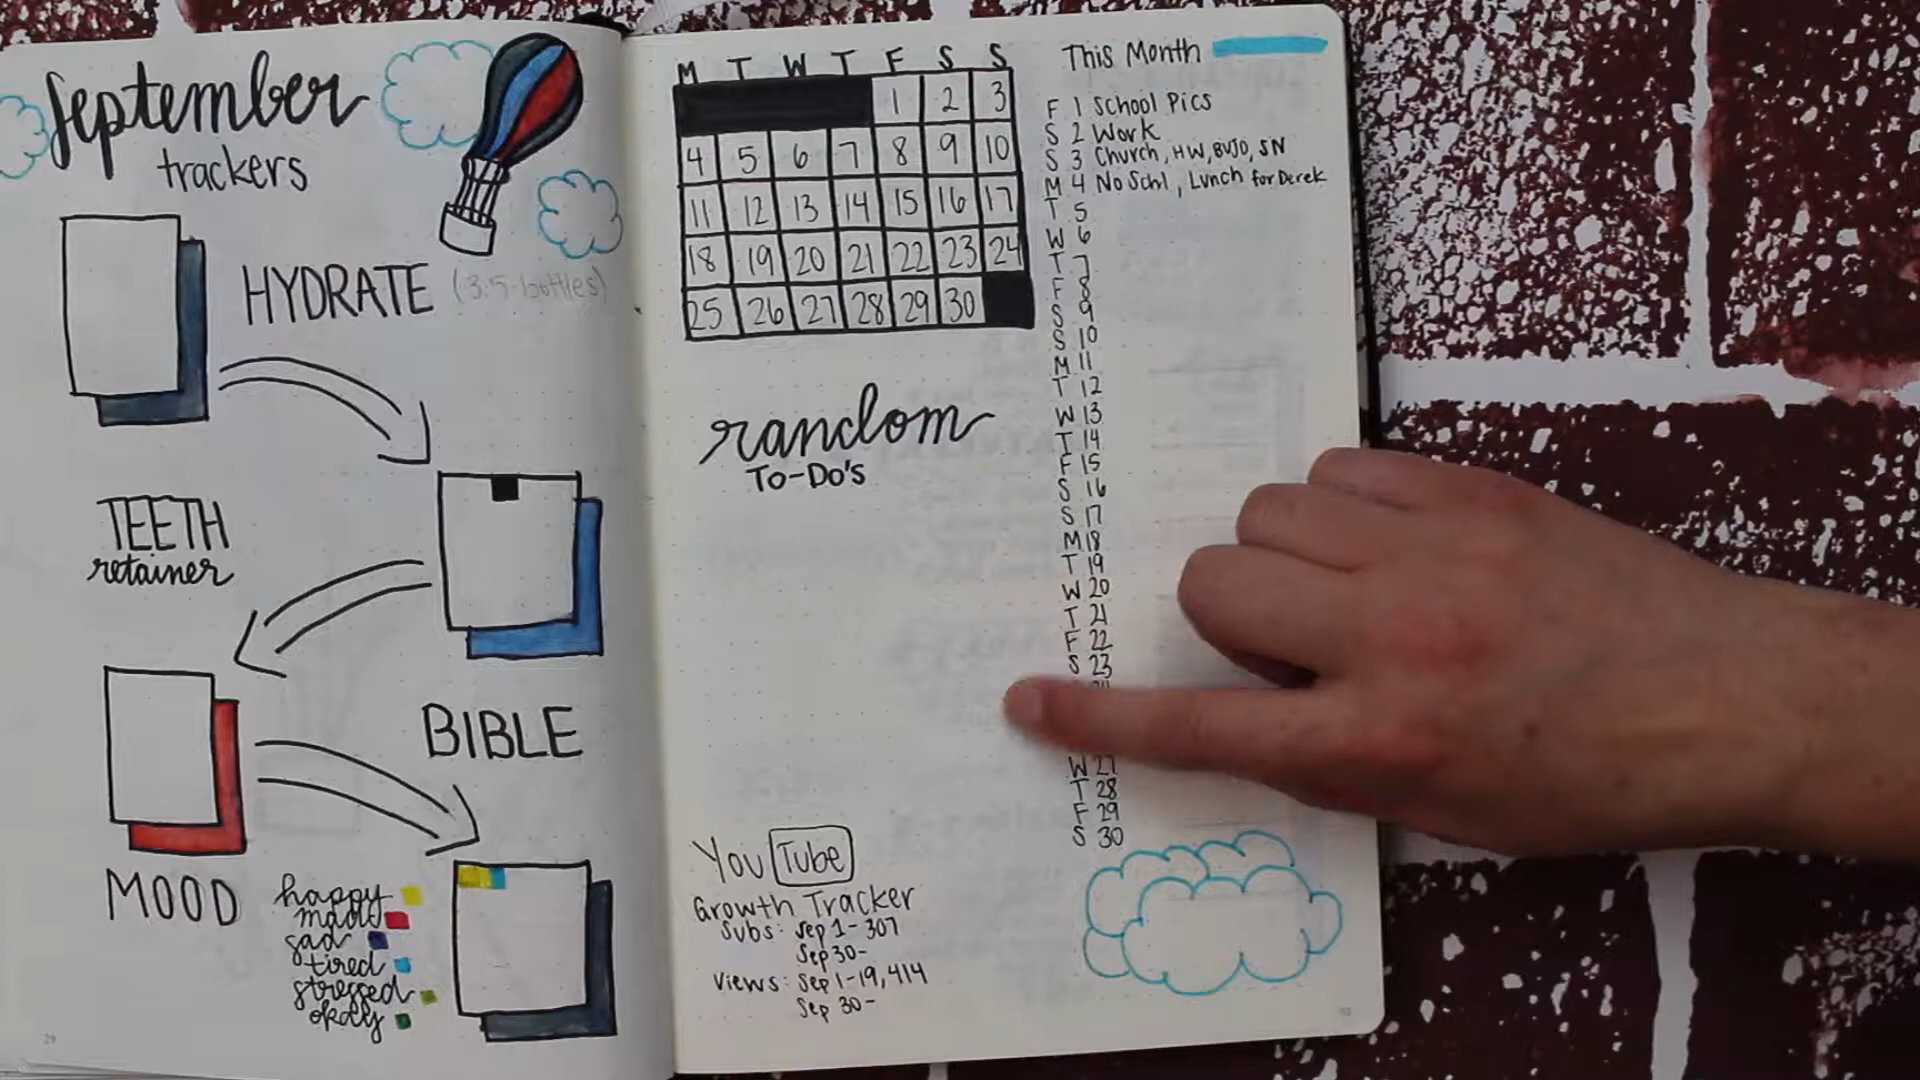 September
trackers
HYDRATE (3.5 bottles)
TEETH
retainer
BIBLE
MOOD
happy
mad
sad
tired
stressed
okay
29
M T W T F S S
1 2 3
4 5 6 7 8 9 10
11 12 13 14 15 16 17
18 19 20 21 22 23 24
25 26 27 28 29 30
random
To-Do's
You Tube
Growth Tracker
Subs: Sep 1- 307
Sep 30-
Views: Sep 1-19,414
Sep 30-
This Month
F 1 School Pics
S 2 Work
S 3 Church, HW, BUJO, SN
M 4 No Schl, Lunch for Derek
T 5
W 6
T 7
F 8
S 9
S 10
M 11
T 12
W 13
T 14
F 15
S 16
S 17
M 18
T 19
W 20
T 21
F 22
S 23
W 27
T 28
F 29
S 30